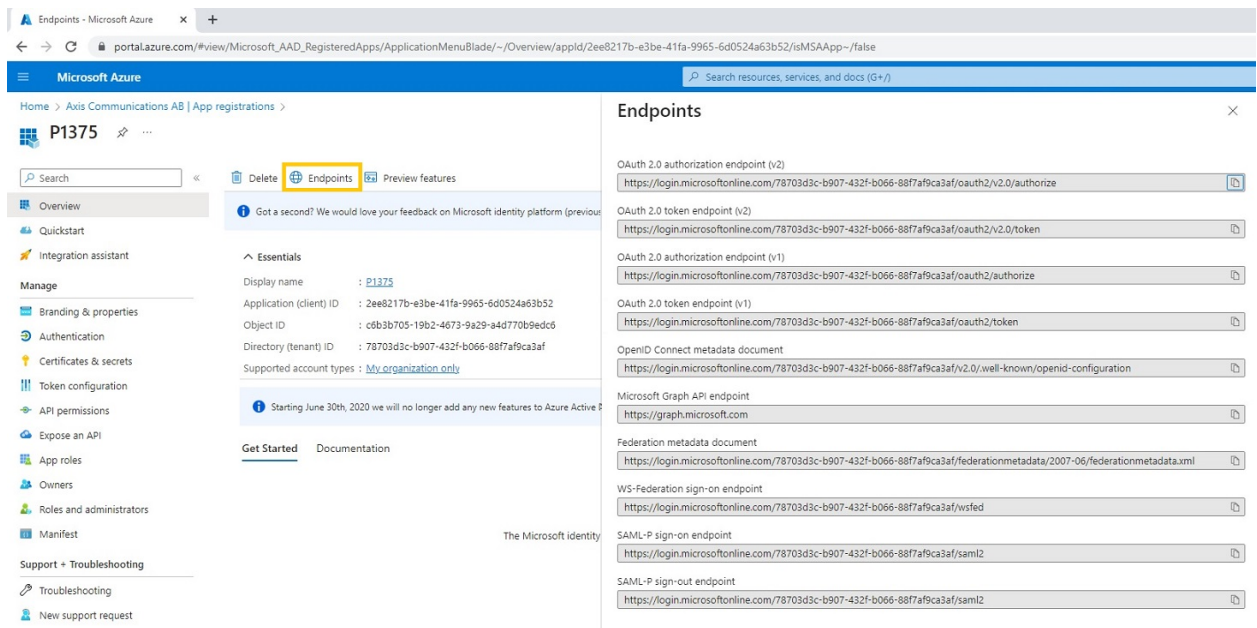 Endpoints - Microsoft Azure
portal.azure.com/#view/Microsoft_AAD_RegisteredApps/ApplicationMenuBlade/~/Overview/appId/2ee8217b-e3be-41fa-9965-6d0524a63b52/isMSAApp~/false
Microsoft Azure
Search resources, services, and docs (G+/)
Home > Axis Communications AB | App registrations >
P1375
Search
Overview
Quickstart
Integration assistant
Manage
Branding & properties
Authentication
Certificates & secrets
Token configuration
API permissions
Expose an API
App roles
Owners
Roles and administrators
Manifest
Support + Troubleshooting
Troubleshooting
New support request
Delete
Endpoints
Preview features
Got a second? We would love your feedback on Microsoft identity platform (previous
Essentials
Display name : P1375
Application (client) ID : 2ee8217b-e3be-41fa-9965-6d0524a63b52
Object ID : c6b3b705-19b2-4673-9a29-a4d770b9edc6
Directory (tenant) ID : 78703d3c-b907-432f-b066-88f7af9ca3af
Supported account types : My organization only
Starting June 30th, 2020 we will no longer add any new features to Azure Active
Get Started Documentation
The Microsoft identity
Endpoints
OAuth 2.0 authorization endpoint (v2)
https://login.microsoftonline.com/78703d3c-b907-432f-b066-88f7af9ca3af/oauth2/v2.0/authorize
OAuth 2.0 token endpoint (v2)
https://login.microsoftonline.com/78703d3c-b907-432f-b066-88f7af9ca3af/oauth2/v2.0/token
OAuth 2.0 authorization endpoint (v1)
https://login.microsoftonline.com/78703d3c-b907-432f-b066-88f7af9ca3af/oauth2/authorize
OAuth 2.0 token endpoint (v1)
https://login.microsoftonline.com/78703d3c-b907-432f-b066-88f7af9ca3af/oauth2/token
OpenID Connect metadata document
https://login.microsoftonline.com/78703d3c-b907-432f-b066-88f7af9ca3af/v2.0/.well-known/openid-configuration
Microsoft Graph API endpoint
https://graph.microsoft.com
Federation metadata document
https://login.microsoftonline.com/78703d3c-b907-432f-b066-88f7af9ca3af/federationmetadata/2007-06/federationmetadata.xml
WS-Federation sign-on endpoint
https://login.microsoftonline.com/78703d3c-b907-432f-b066-88f7af9ca3af/wsfed
SAML-P sign-on endpoint
https://login.microsoftonline.com/78703d3c-b907-432f-b066-88f7af9ca3af/saml2
SAML-P sign-out endpoint
https://login.microsoftonline.com/78703d3c-b907-432f-b066-88f7af9ca3af/saml2